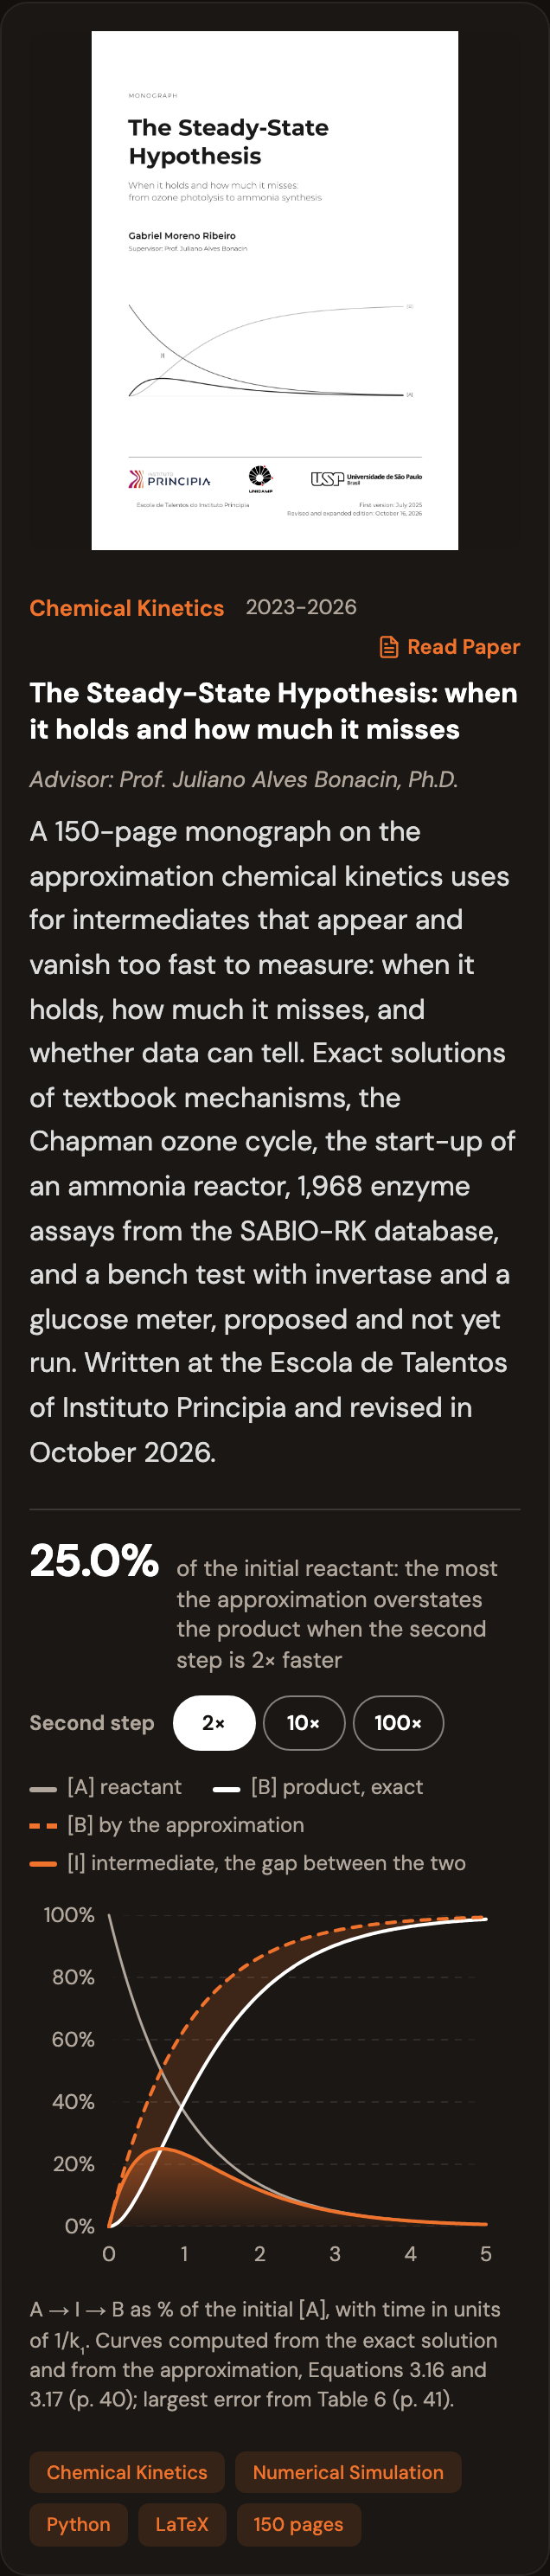 MONOGRAPH
The Steady-State
Hypothesis
When it holds and how much it misses:
from ozone photolysis to ammonia synthesis
Gabriel Moreno Ribeiro
Supervisor: Prof. Juliano Alves Bonacin
[I]
[A]
INSTITUTO
PRINCIPIA
UNICAMP
USP
Universidade de São Paulo
Brasil
Escola de Talentos do Instituto Principia
First version: July 2025
Revised and expanded edition: October 16, 2026
Chemical Kinetics 2023-2026
Read Paper
The Steady-State Hypothesis: when
it holds and how much it misses
Advisor: Prof. Juliano Alves Bonacin, Ph.D.
A 150-page monograph on the
approximation chemical kinetics uses
for intermediates that appear and
vanish too fast to measure: when it
holds, how much it misses, and
whether data can tell. Exact solutions
of textbook mechanisms, the
Chapman ozone cycle, the start-up of
an ammonia reactor, 1,968 enzyme
assays from the SABIO-RK database,
and a bench test with invertase and a
glucose meter, proposed and not yet
run. Written at the Escola de Talentos
of Instituto Principia and revised in
October 2026.
25.0% of the initial reactant: the most
the approximation overstates
the product when the second
step is 2× faster
Second step 2× 10× 100×
[A] reactant [B] product, exact
[B] by the approximation
[I] intermediate, the gap between the two
100%
80%
60%
40%
20%
0%
0 1 2 3 4 5
A → I → B as % of the initial [A], with time in units
of 1/k₁. Curves computed from the exact solution
and from the approximation, Equations 3.16 and
3.17 (p. 40); largest error from Table 6 (p. 41).
Chemical Kinetics Numerical Simulation
Python LaTeX 150 pages